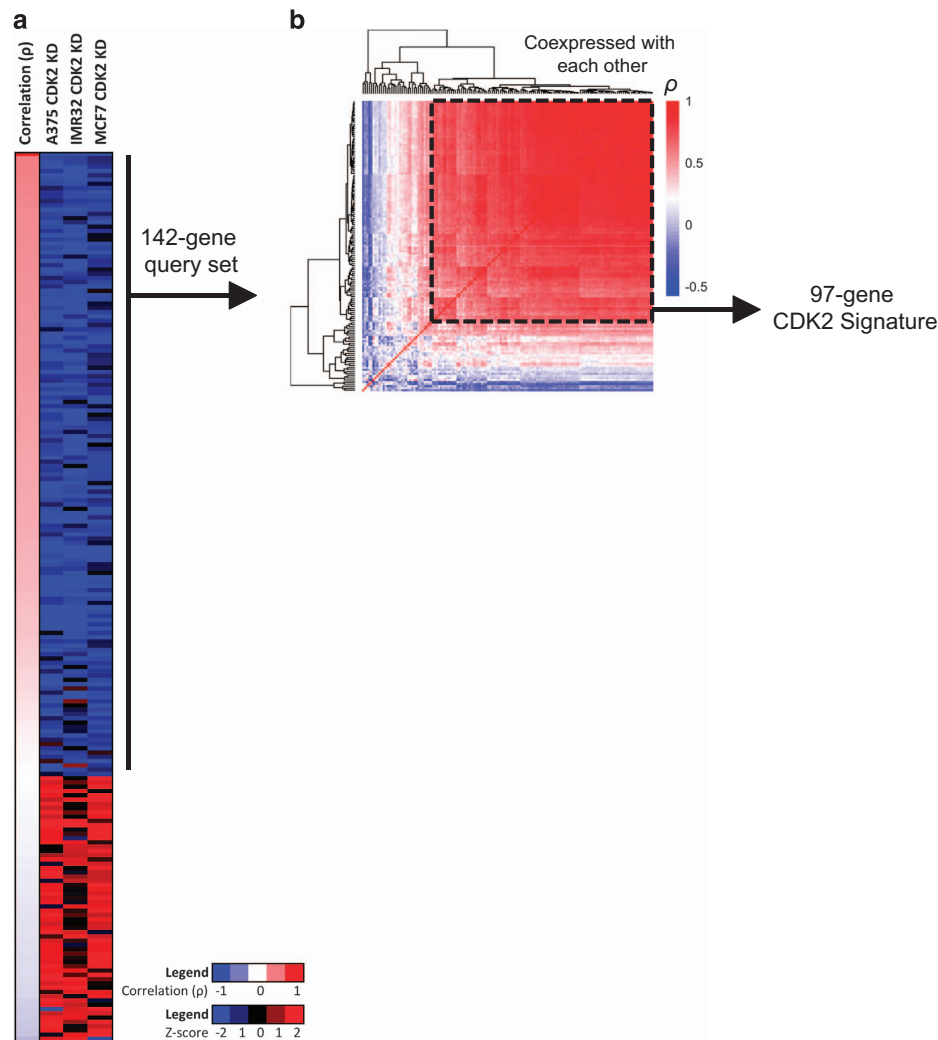 a
Correlation (ρ)
A375 CDK2 KD
IMR32 CDK2 KD
MCF7 CDK2 KD
142-gene
query set
b
Coexpressed with
each other
ρ
1
0.5
0
-0.5
97-gene
CDK2 Signature
Legend
Correlation (ρ) -1 0 1
Legend
Z-score -2 1 0 1 2